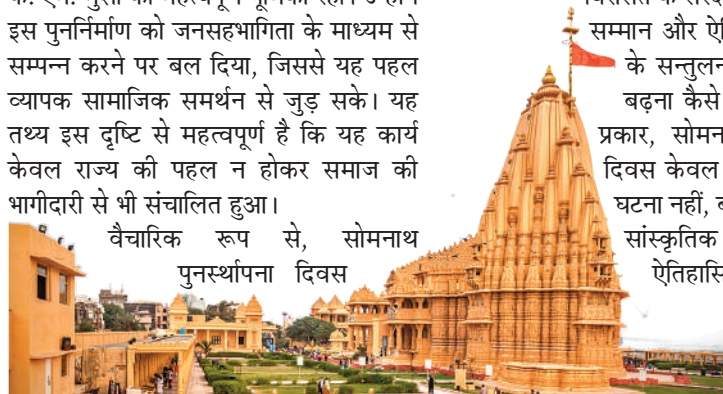 इस पुनर्निर्माण को जनसहभागिता के माध्यम से
सम्पन्न करने पर बल दिया, जिससे यह पहल
व्यापक सामाजिक समर्थन से जुड़ सके। यह
तथ्य इस दृष्टि से महत्वपूर्ण है कि यह कार्य
केवल राज्य की पहल न होकर समाज की
भागीदारी से भी संचालित हुआ।
वैचारिक रूप से, सोमनाथ
पुनर्स्थापना दिवस
सम्मान और
के सन्तुलन
बढ़ना कैसे
प्रकार,
दिवस केवल
घटना नहीं,
सांस्कृतिक